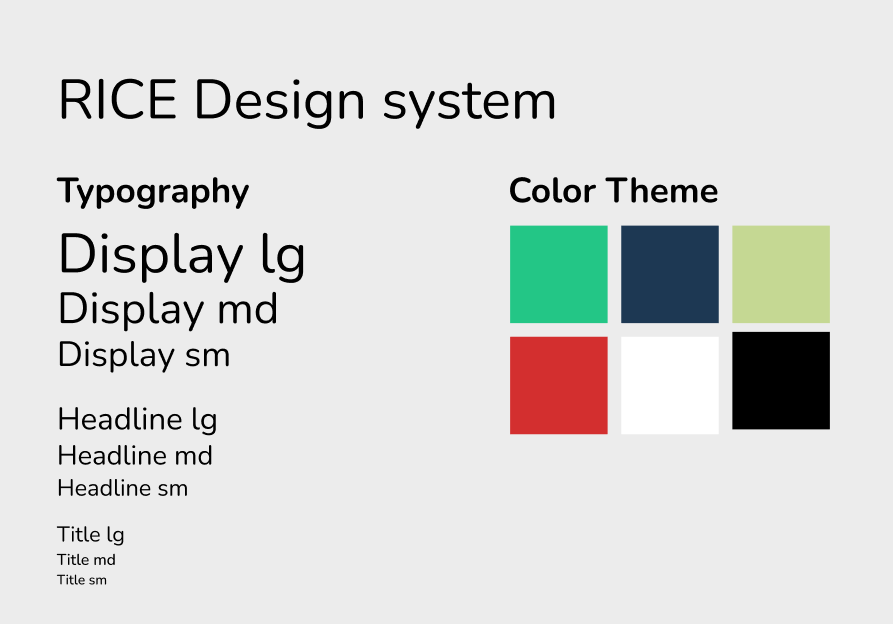 RICE Design system
Typography
Display lg
Display md
Display sm
Headline lg
Headline md
Headline sm
Title lg
Title md
Title sm
Color Theme